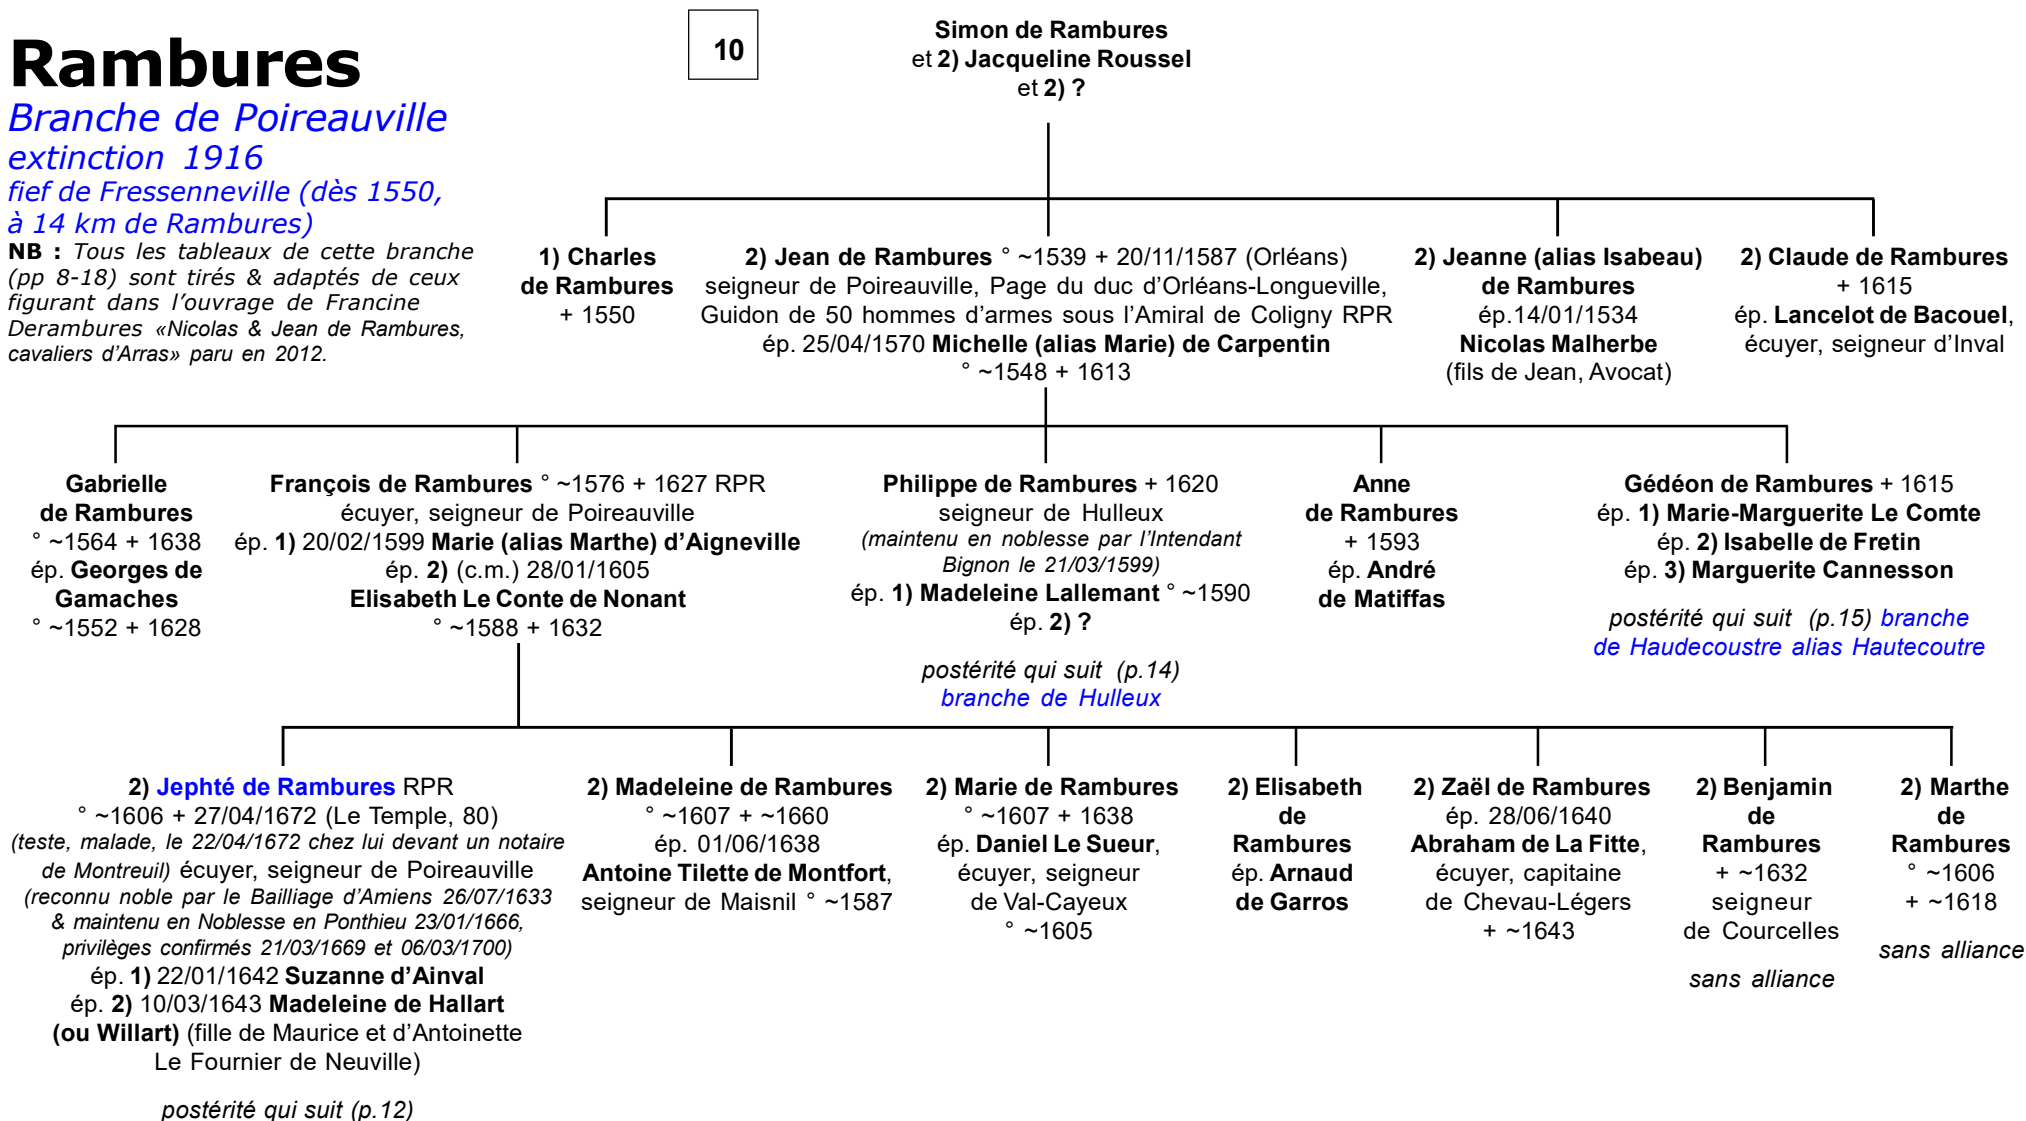 Rambures
Branche de Poireauville
extinction 1916
fief de Fressenneville (dès 1550,
à 14 km de Rambures)
NB : Tous les tableaux de cette branche
(pp 8-18) sont tirés & adaptés de ceux
figurant dans l'ouvrage de Francine
Derambures «Nicolas & Jean de Rambures,
cavaliers d'Arras» paru en 2012.
10
Simon de Rambures
et 2) Jacqueline Roussel
et 2) ?
1) Charles
de Rambures
+ 1550
2) Jean de Rambures ° ~1539 + 20/11/1587 (Orléans)
seigneur de Poireauville, Page du duc d'Orléans-Longueville,
Guidon de 50 hommes d'armes sous l'Amiral de Coligny RPR
ép. 25/04/1570 Michelle (alias Marie) de Carpentin
° ~1548 + 1613
2) Jeanne (alias Isabeau)
de Rambures
ép.14/01/1534
Nicolas Malherbe
(fils de Jean, Avocat)
2) Claude de Rambures
+ 1615
ép. Lancelot de Bacouel,
écuyer, seigneur d'Inval
Gabrielle
de Rambures
° ~1564 + 1638
ép. Georges de
Gamaches
° ~1552 + 1628
François de Rambures ° ~1576 + 1627 RPR
écuyer, seigneur de Poireauville
ép. 1) 20/02/1599 Marie (alias Marthe) d'Aigneville
ép. 2) (c.m.) 28/01/1605
Elisabeth Le Conte de Nonant
° ~1588 + 1632
Philippe de Rambures + 1620
seigneur de Hulleux
(maintenu en noblesse par l'Intendant
Bignon le 21/03/1599)
ép. 1) Madeleine Lallemant ° ~1590
ép. 2) ?
postérité qui suit (p.14)
branche de Hulleux
Anne
de Rambures
+ 1593
ép. André
de Matiffas
Gédéon de Rambures + 1615
ép. 1) Marie-Marguerite Le Comte
ép. 2) Isabelle de Fretin
ép. 3) Marguerite Cannesson
postérité qui suit (p.15) branche
de Haudecoustre alias Hautecoutre
2) Jephté de Rambures RPR
° ~1606 + 27/04/1672 (Le Temple, 80)
(teste, malade, le 22/04/1672 chez lui devant un notaire
de Montreuil) écuyer, seigneur de Poireauville
(reconnu noble par le Bailliage d'Amiens 26/07/1633
& maintenu en Noblesse en Ponthieu 23/01/1666,
privilèges confirmés 21/03/1669 et 06/03/1700)
ép. 1) 22/01/1642 Suzanne d'Ainval
ép. 2) 10/03/1643 Madeleine de Hallart
(ou Willart) (fille de Maurice et d'Antoinette
Le Fournier de Neuville)
postérité qui suit (p.12)
2) Madeleine de Rambures
° ~1607 + ~1660
ép. 01/06/1638
Antoine Tilette de Montfort,
seigneur de Maisnil ° ~1587
2) Marie de Rambures
° ~1607 + 1638
ép. Daniel Le Sueur,
écuyer, seigneur
de Val-Cayeux
° ~1605
2) Elisabeth
de
Rambures
ép. Arnaud
de Garros
2) Zaël de Rambures
ép. 28/06/1640
Abraham de La Fitte,
écuyer, capitaine
de Chevau-Légers
+ ~1643
2) Benjamin
de
Rambures
+ ~1632
seigneur
de Courcelles
sans alliance
2) Marthe
de
Rambures
° ~1606
+ ~1618
sans alliance